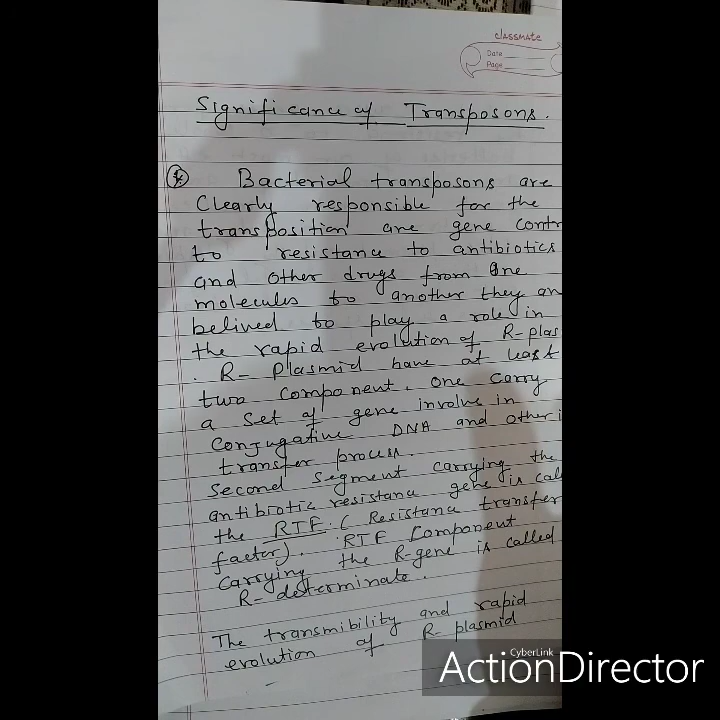 classmate
Date
Page
Significance of Transposons.
Bacterial transposons are
Clearly responsible for the
transposition are gene contr
to resistance to antibiotics
and other drugs from one
molecules to another they an
belived to play a role in
the rapid evolution of R-plas
. R- Plasmid have at least
two component. one carry
a set of gene involve in
Conjugative DNA and other i
transfer process.
Second segment carrying the
antibiotic resistance gene is call
the RTF. ( Resistance transfer
factor). RTF Component
Carrying the R-gene is called
R- determinate.
The transmibility and rapid
evolution of R- plasmid
CyberLink
ActionDirector